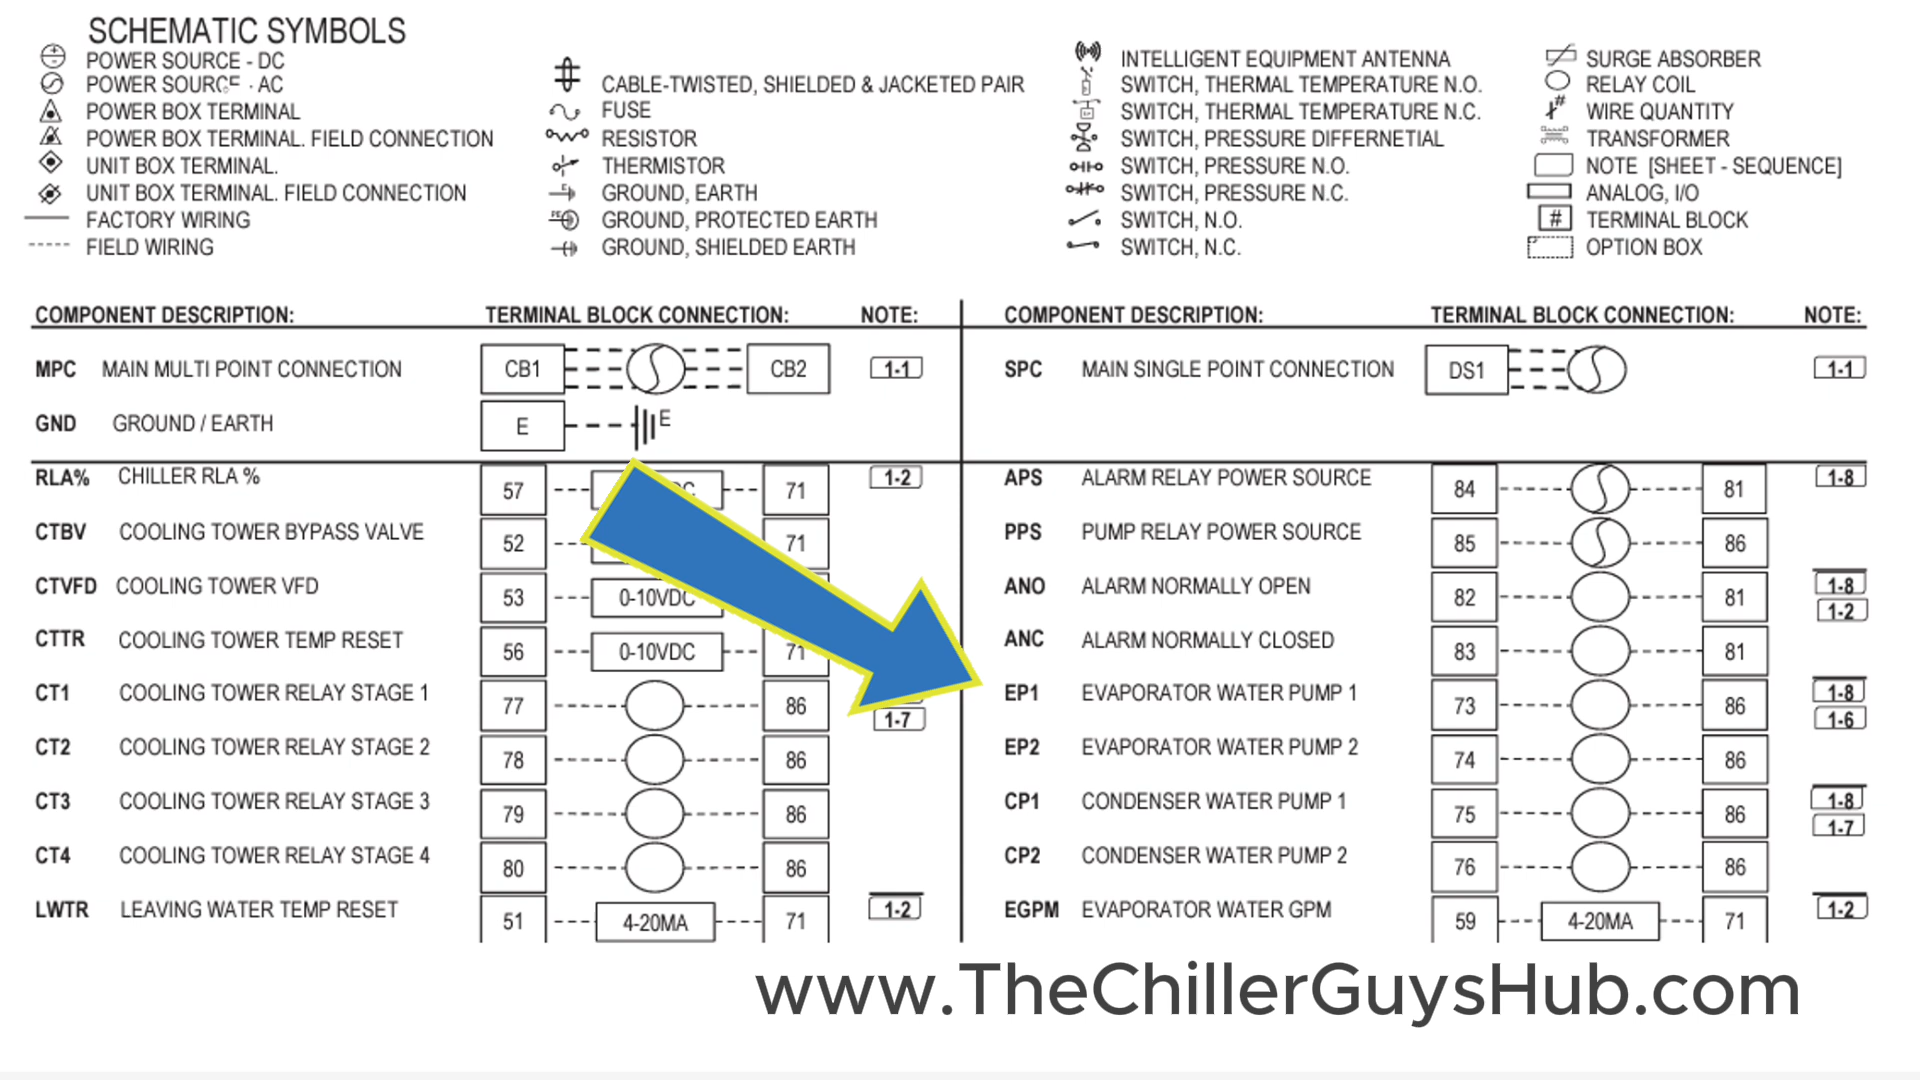 SCHEMATIC SYMBOLS
POWER SOURCE - DC
POWER SOURCE - AC
POWER BOX TERMINAL
POWER BOX TERMINAL. FIELD CONNECTION
UNIT BOX TERMINAL.
UNIT BOX TERMINAL. FIELD CONNECTION
FACTORY WIRING
FIELD WIRING
CABLE-TWISTED, SHIELDED & JACKETED PAIR
FUSE
RESISTOR
THERMISTOR
E GROUND, EARTH
PE GROUND, PROTECTED EARTH
GROUND, SHIELDED EARTH
INTELLIGENT EQUIPMENT ANTENNA
SWITCH, THERMAL TEMPERATURE N.O.
SWITCH, THERMAL TEMPERATURE N.C.
SWITCH, PRESSURE DIFFERNETIAL
SWITCH, PRESSURE N.O.
SWITCH, PRESSURE N.C.
SWITCH, N.O.
SWITCH, N.C.
SURGE ABSORBER
RELAY COIL
# WIRE QUANTITY
TRANSFORMER
NOTE [SHEET - SEQUENCE]
ANALOG, I/O
# TERMINAL BLOCK
OPTION BOX
COMPONENT DESCRIPTION: TERMINAL BLOCK CONNECTION: NOTE:
MPC MAIN MULTI POINT CONNECTION CB1 CB2 1-1
GND GROUND / EARTH E E
RLA% CHILLER RLA % 57 71 1-2
CTBV COOLING TOWER BYPASS VALVE 52 71
CTVFD COOLING TOWER VFD 53 0-10VDC
CTTR COOLING TOWER TEMP RESET 56 0-10VDC 71
CT1 COOLING TOWER RELAY STAGE 1 77 86
1-7
CT2 COOLING TOWER RELAY STAGE 2 78 86
CT3 COOLING TOWER RELAY STAGE 3 79 86
CT4 COOLING TOWER RELAY STAGE 4 80 86
LWTR LEAVING WATER TEMP RESET 51 4-20MA 71 1-2
COMPONENT DESCRIPTION: TERMINAL BLOCK CONNECTION: NOTE:
SPC MAIN SINGLE POINT CONNECTION DS1 1-1
APS ALARM RELAY POWER SOURCE 84 81 1-8
PPS PUMP RELAY POWER SOURCE 85 86
ANO ALARM NORMALLY OPEN 82 81 1-8
1-2
ANC ALARM NORMALLY CLOSED 83 81
EP1 EVAPORATOR WATER PUMP 1 73 86 1-8
1-6
EP2 EVAPORATOR WATER PUMP 2 74 86
CP1 CONDENSER WATER PUMP 1 75 86 1-8
1-7
CP2 CONDENSER WATER PUMP 2 76 86
EGPM EVAPORATOR WATER GPM 59 4-20MA 71 1-2
www.TheChillerGuysHub.com